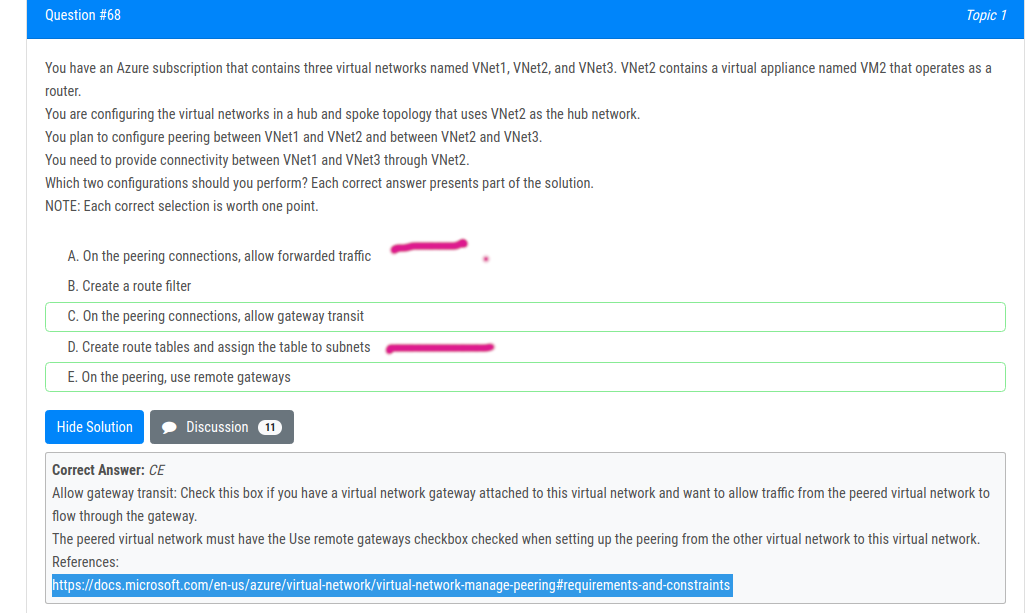 Question #68
Topic 1
You have an Azure subscription that contains three virtual networks named VNet1, VNet2, and VNet3. VNet2 contains a virtual appliance named VM2 that operates as a
router.
You are configuring the virtual networks in a hub and spoke topology that uses VNet2 as the hub network.
You plan to configure peering between VNet1 and VNet2 and between VNet2 and VNet3.
You need to provide connectivity between VNet1 and VNet3 through VNet2.
Which two configurations should you perform? Each correct answer presents part of the solution.
NOTE: Each correct selection is worth one point.
A. On the peering connections, allow forwarded traffic
B. Create a route filter
C. On the peering connections, allow gateway transit
D. Create route tables and assign the table to subnets
E. On the peering, use remote gateways
Hide Solution
Discussion 11
Correct Answer: CE
Allow gateway transit: Check this box if you have a virtual network gateway attached to this virtual network and want to allow traffic from the peered virtual network to
flow through the gateway.
The peered virtual network must have the Use remote gateways checkbox checked when setting up the peering from the other virtual network to this virtual network.
References:
https://docs.microsoft.com/en-us/azure/virtual-network/virtual-network-manage-peering#requirements-and-constraints